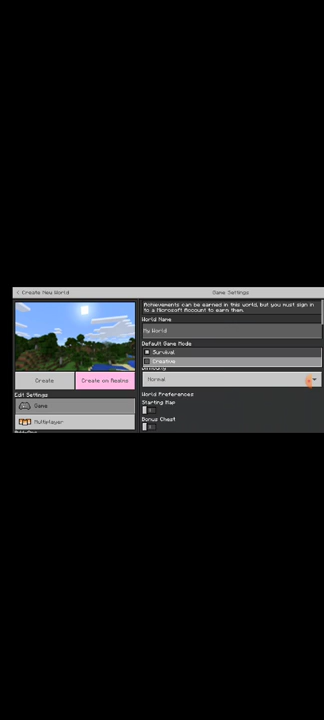 < Create New World
Game Settings
Achievements can be earned in this world, but you must sign in to a Microsoft Account to earn them.
World Name
My World
Default Game Mode
Survival
Creative
Difficulty
Normal
Create
Create on Realms
World Preferences
Edit Settings
Starting Map
Game
Bonus Chest
Multiplayer